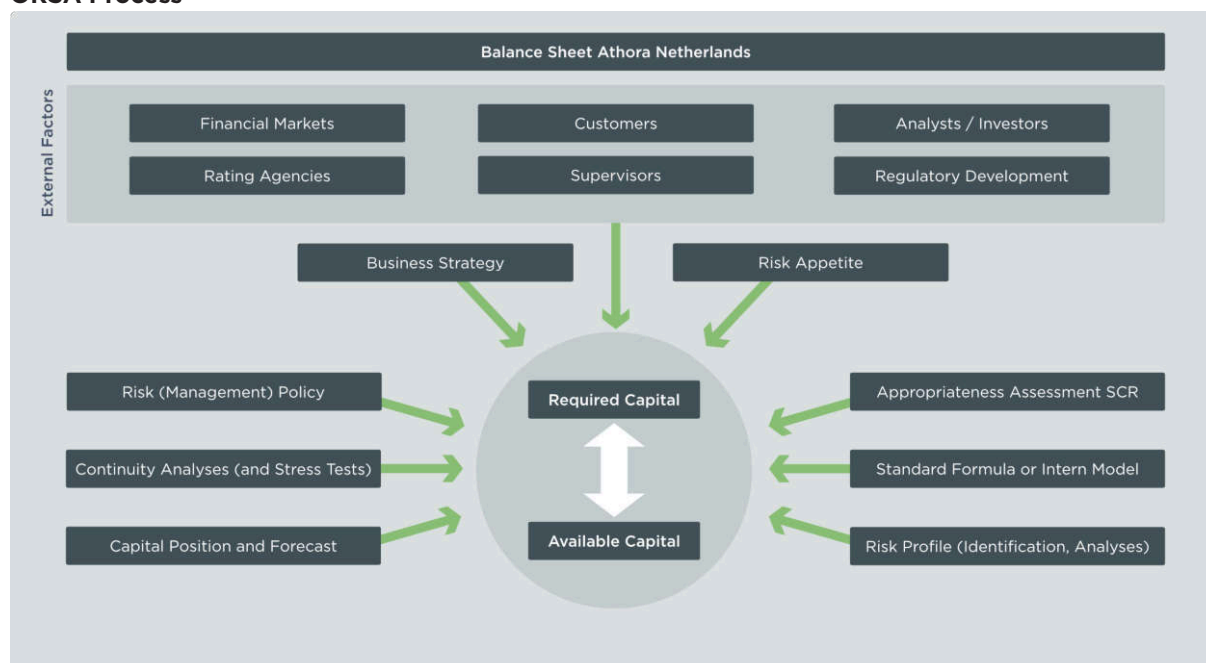 ORSA Process
Balance Sheet Athora Netherlands
External Factors
Financial Markets
Customers
Analysts / Investors
Rating Agencies
Supervisors
Regulatory Development
Business Strategy
Risk Appetite
Risk (Management) Policy
Required Capital
Appropriateness Assessment SCR
Continuity Analyses (and Stress Tests)
Standard Formula or Intern Model
Capital Position and Forecast
Available Capital
Risk Profile (Identification, Analyses)